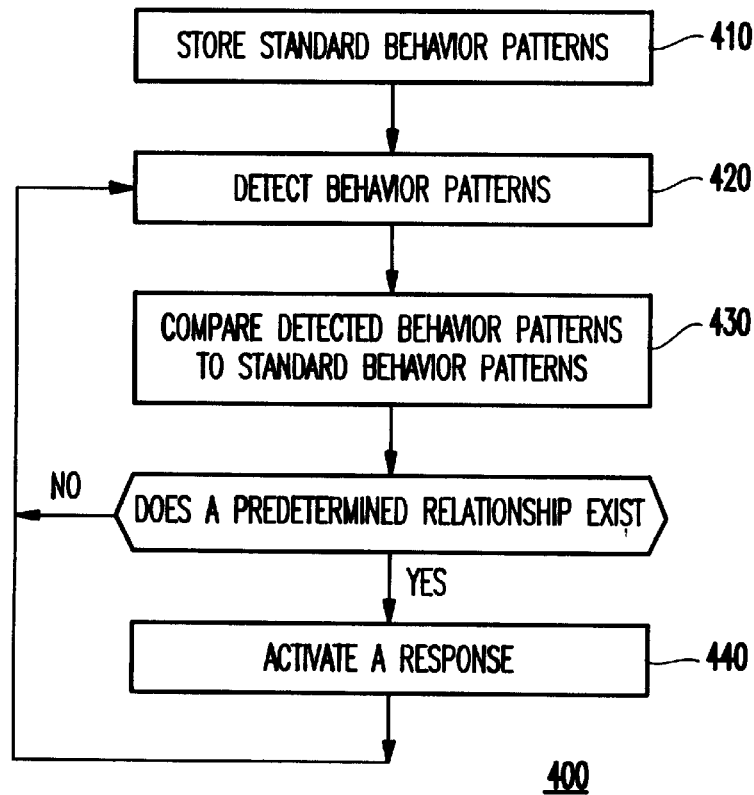 STORE STANDARD BEHAVIOR PATTERNS
410
DETECT BEHAVIOR PATTERNS
420
COMPARE DETECTED BEHAVIOR PATTERNS
TO STANDARD BEHAVIOR PATTERNS
430
NO
DOES A PREDETERMINED RELATIONSHIP EXIST
YES
ACTIVATE A RESPONSE
440
400